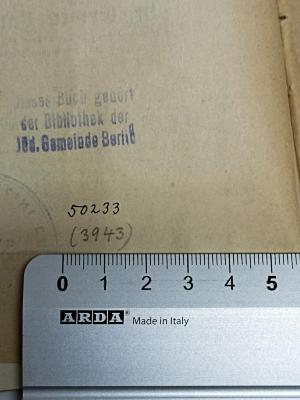 Dieses Buch gehört
der Bibliothek der
Jüd. Gemeinde Berlin
50233
(3943)
0 1 2 3 4 5
ARDA® Made in Italy